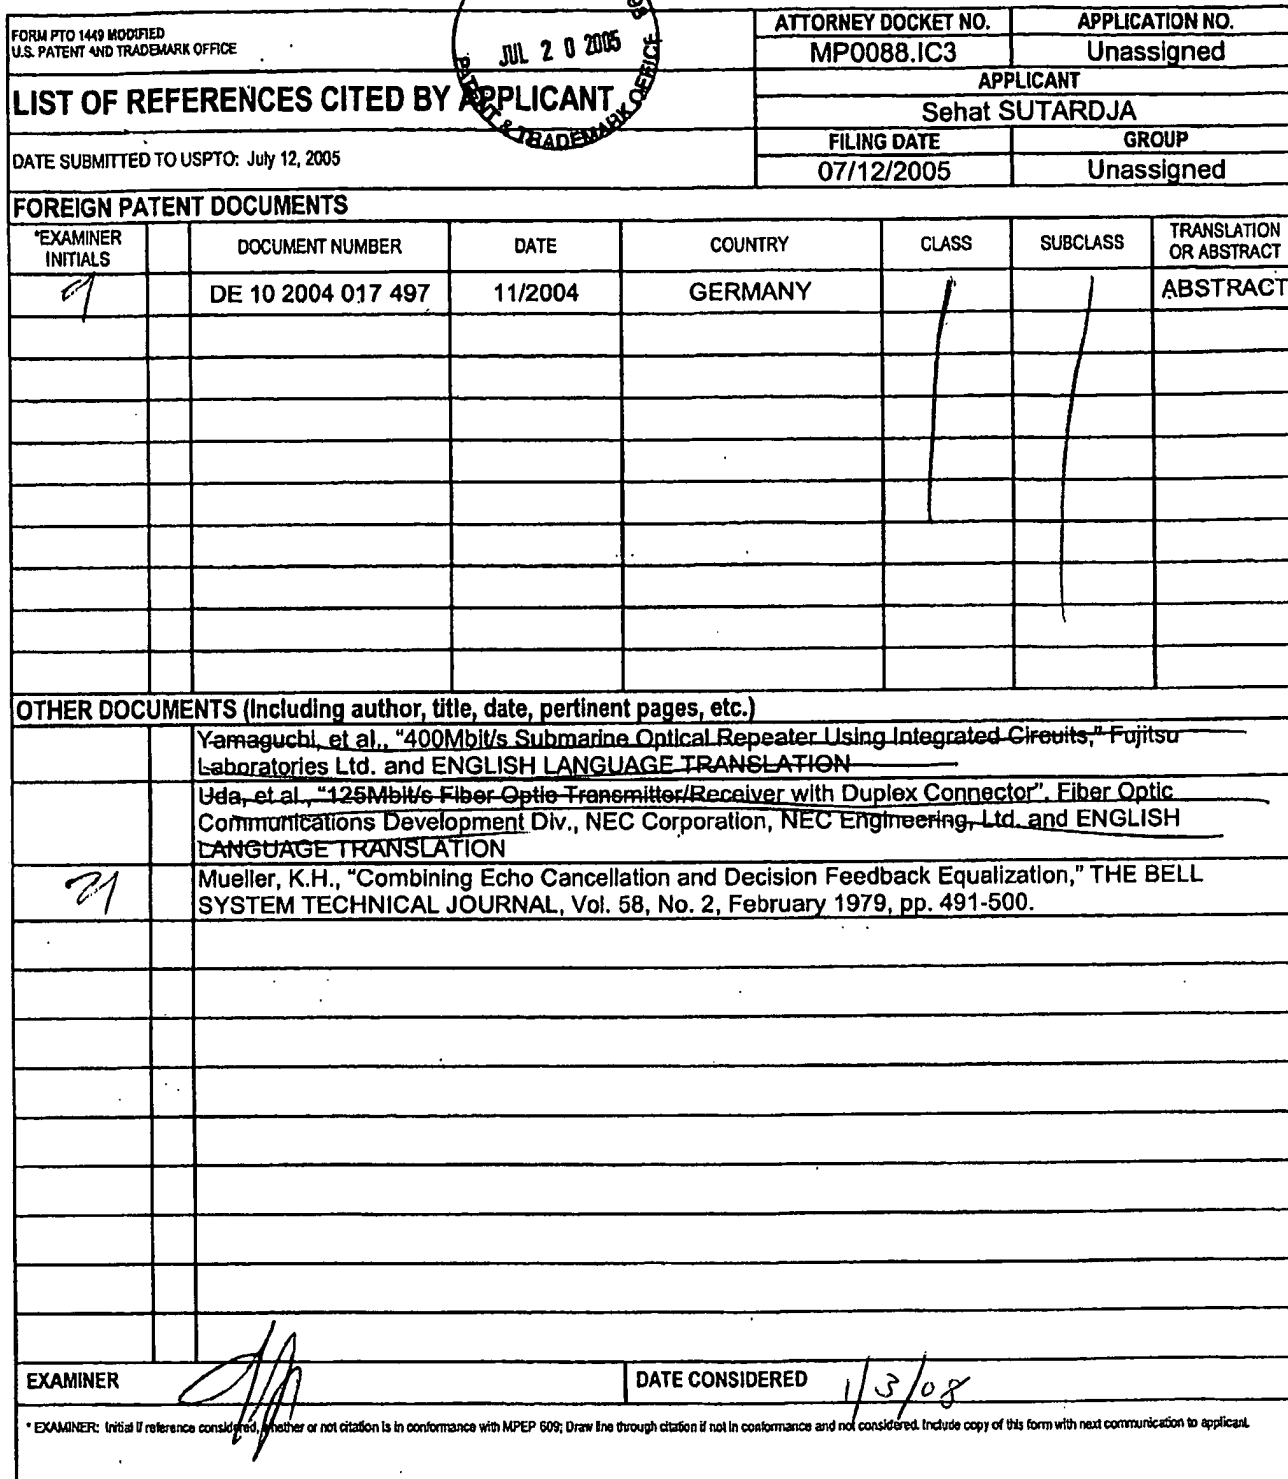 FORM PTO 1449 MODIFIED
U.S. PATENT AND TRADEMARK OFFICE
JUL 20 2005
PATENT & TRADEMARK OFFICE
ATTORNEY DOCKET NO.
APPLICATION NO.
MP0088.IC3
Unassigned
LIST OF REFERENCES CITED BY APPLICANT
APPLICANT
Sehat SUTARDJA
DATE SUBMITTED TO USPTO: July 12, 2005
FILING DATE
GROUP
07/12/2005
Unassigned
FOREIGN PATENT DOCUMENTS
*EXAMINER INITIALS
DOCUMENT NUMBER
DATE
COUNTRY
CLASS
SUBCLASS
TRANSLATION OR ABSTRACT
DE 10 2004 017 497
11/2004
GERMANY
ABSTRACT
OTHER DOCUMENTS (Including author, title, date, pertinent pages, etc.)
Yamaguchi, et al., "400Mbit/s Submarine Optical Repeater Using Integrated Circuits," Fujitsu
Laboratories Ltd. and ENGLISH LANGUAGE TRANSLATION
Uda, et al., "125Mbit/s Fiber Optic Transmitter/Receiver with Duplex Connector", Fiber Optic
Communications Development Div., NEC Corporation, NEC Engineering, Ltd. and ENGLISH
LANGUAGE TRANSLATION
Mueller, K.H., "Combining Echo Cancellation and Decision Feedback Equalization," THE BELL
SYSTEM TECHNICAL JOURNAL, Vol. 58, No. 2, February 1979, pp. 491-500.
EXAMINER
DATE CONSIDERED
1/3/08
* EXAMINER: Initial if reference considered, whether or not citation is in conformance with MPEP 609; Draw line through citation if not in conformance and not considered. Include copy of this form with next communication to applicant.